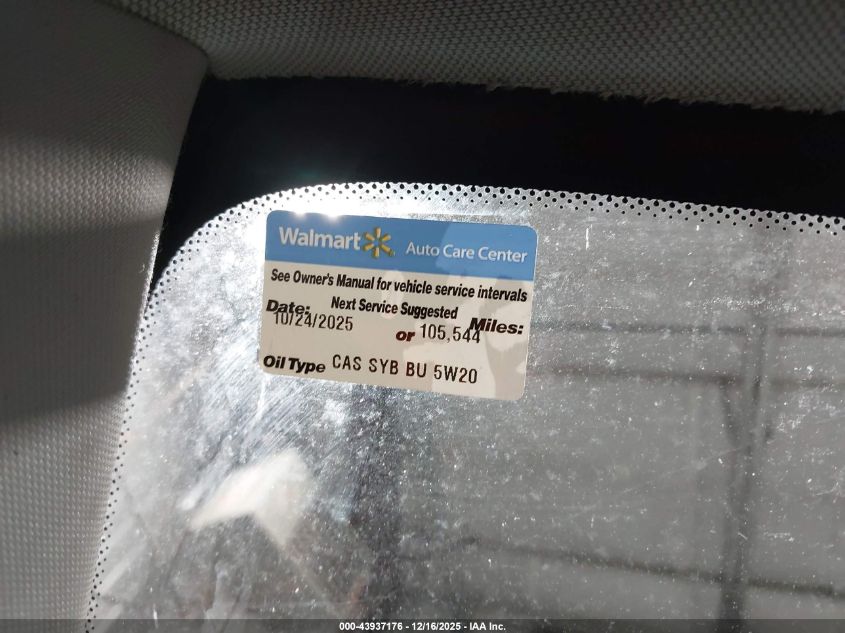 Walmart Auto Care Center
See Owner's Manual for vehicle service intervals
Next Service Suggested
Date: 10/24/2025 or 105,544 Miles:
Oil Type CAS SYB BU 5W20
000-43937176 - 12/16/2025 - IAA Inc.